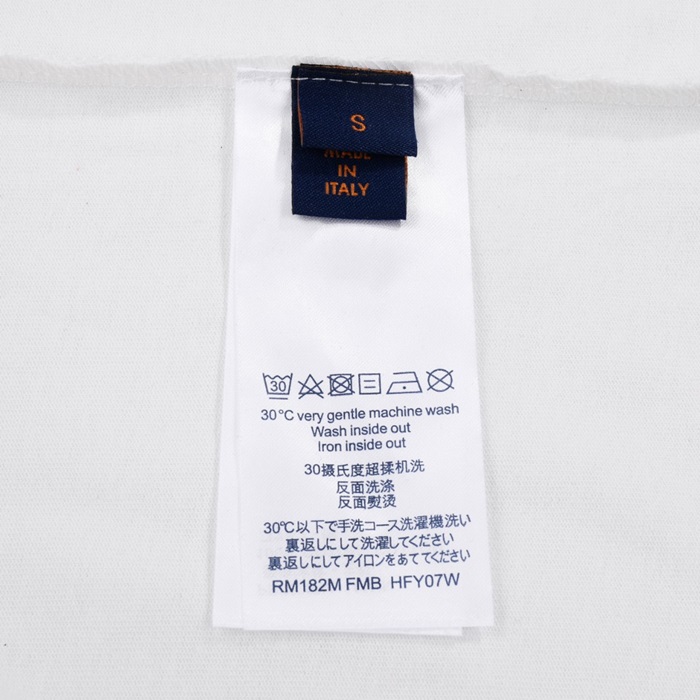 S
MADE
IN
ITALY
30
30°C very gentle machine wash
Wash inside out
Iron inside out
30摄氏度超揉机洗
反面洗涤
反面熨烫
30℃以下で手洗コース洗濯機洗い
裏返しにして洗濯してください
裏返しにしてアイロンをあててください
RM182M FMB HFY07W